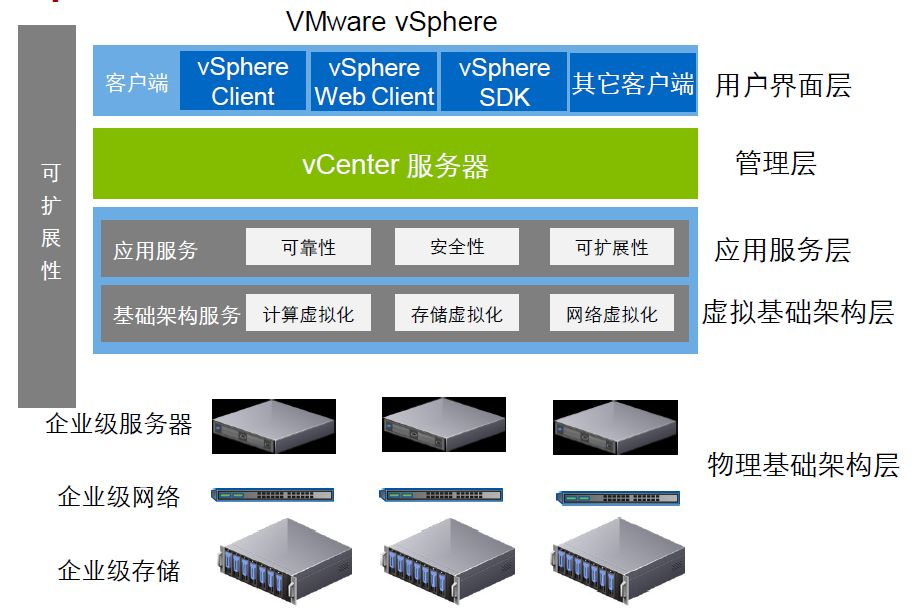 VMware vSphere
可扩展性
客户端
vSphere
Client
vSphere
Web Client
vSphere
SDK
其它客户端
用户界面层
vCenter 服务器
管理层
应用服务
可靠性
安全性
可扩展性
应用服务层
基础架构服务
计算虚拟化
存储虚拟化
网络虚拟化
虚拟基础架构层
企业级服务器
物理基础架构层
企业级网络
企业级存储